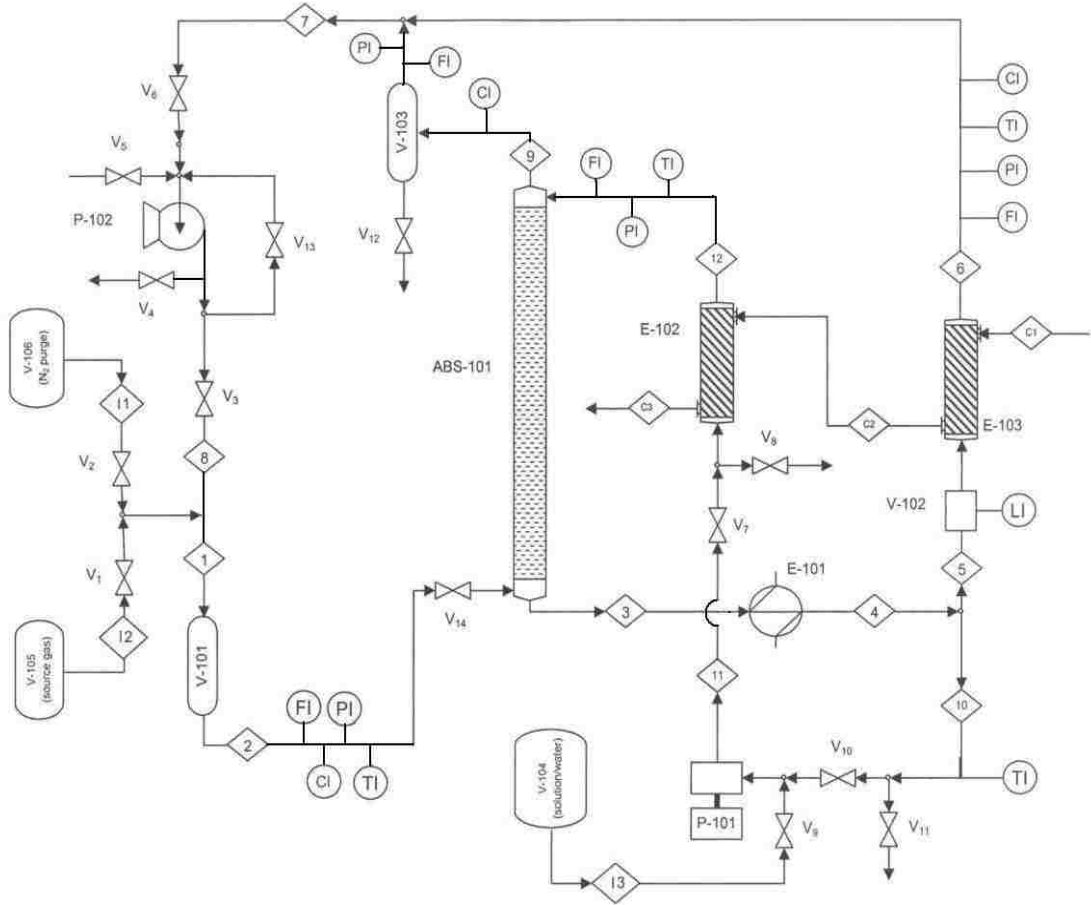 7
PI
FI
CI
V6
V-103
CI
V5
9
FI
TI
TI
P-102
PI
PI
V13
V12
FI
V4
12
6
V-106
(N2 purge)
E-102
C1
ABS-101
I1
V3
C3
C2
E-103
V2
8
V8
V-102
LI
V7
V1
1
E-101
5
I2
V14
3
4
V-105
(source gas)
V-101
11
10
FI
PI
2
V-104
(solution/water)
V10
CI
TI
TI
P-101
V9
V11
I3